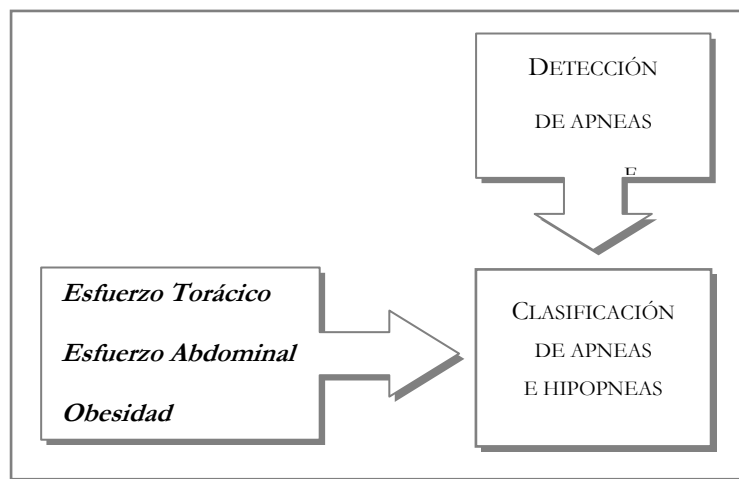 DETECCIÓN
DE APNEAS
E
Esfuerzo Torácico
Esfuerzo Abdominal
Obesidad
CLASIFICACIÓN
DE APNEAS
E HIPOPNEAS